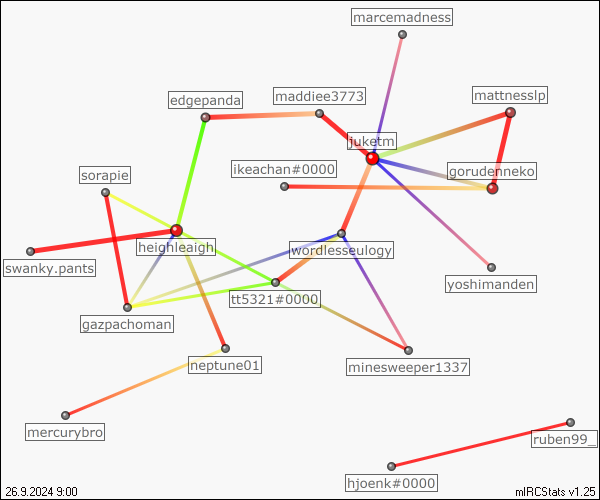 marcemadness
maddiee3773
edgepanda
mattnesslp
juketm
ikeachan#0000
gorudenneko
sorapie
heighleaigh
wordlesseulogy
swanky.pants
yoshimanden
tt5321#0000
gazpachoman
neptune01
minesweeper1337
mercurybro
ruben99_
hjoenk#0000
26.9.2024 9:00
mIRCStats v1.25